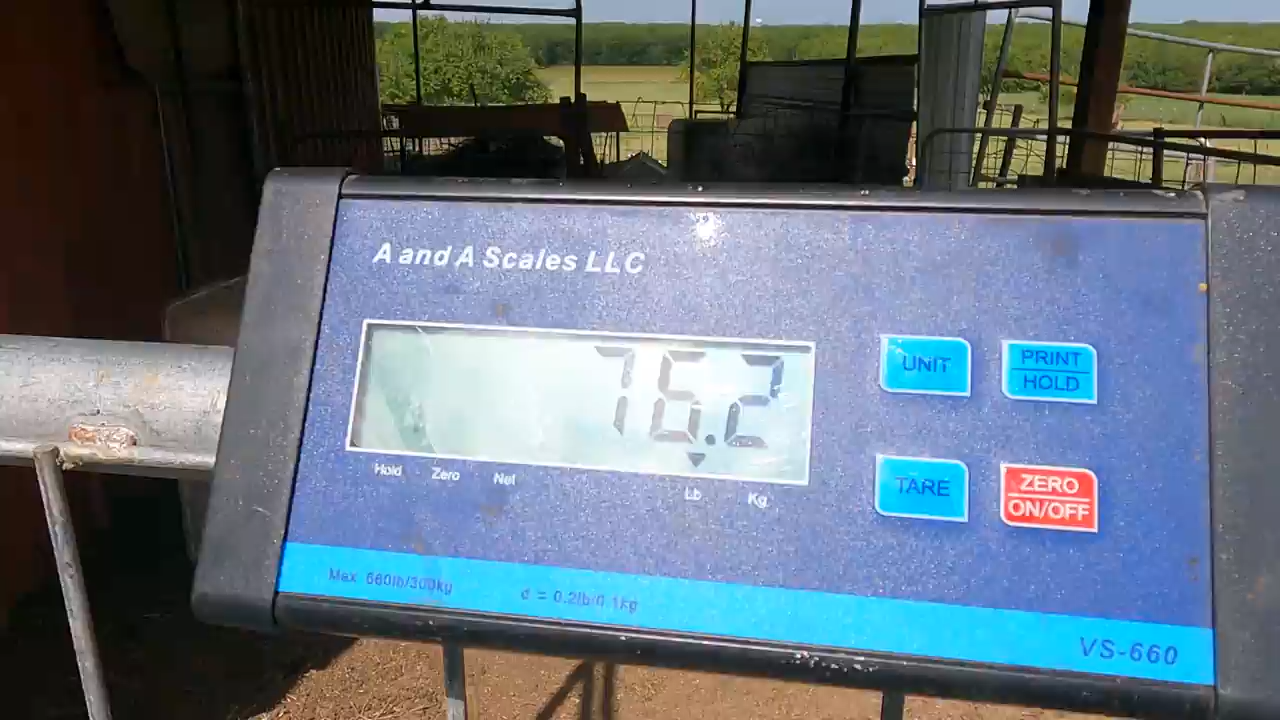 A and A Scales LLC
76.2
Hold Zero Net Lb Kg
UNIT
PRINT
HOLD
TARE
ZERO
ON/OFF
Max 660lb/300kg d = 0.2lb/0.1kg
VS-660